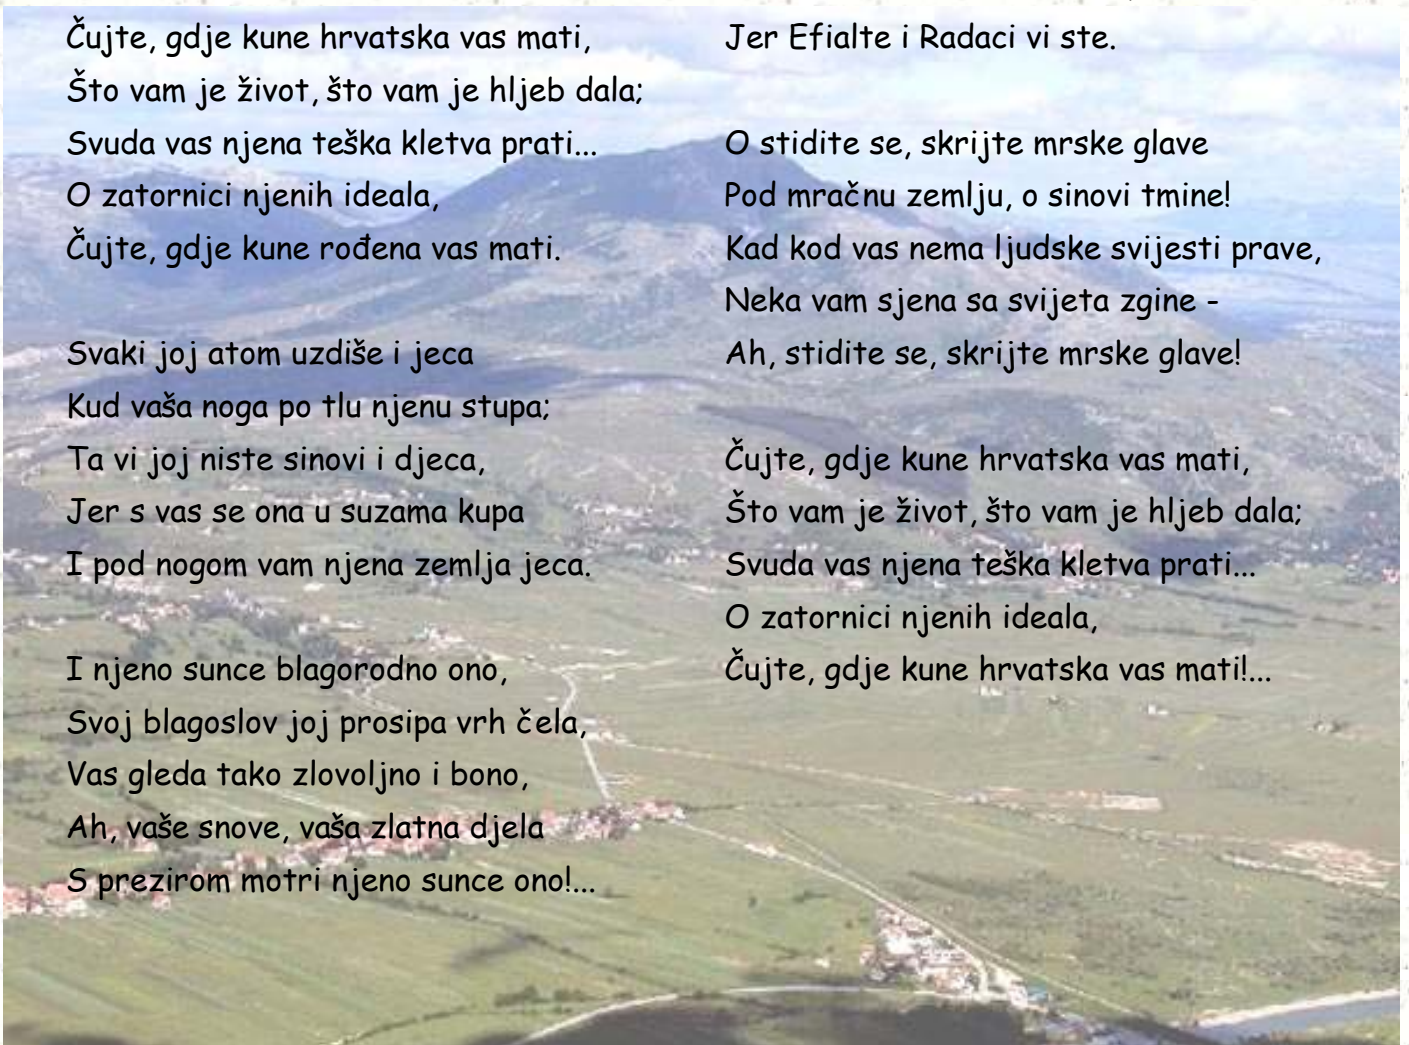 Čujte, gdje kune hrvatska vas mati,
Što vam je život, što vam je hljeb dala;
Svuda vas njena teška kletva prati...
O zatornici njenih ideala,
Čujte, gdje kune rođena vas mati.
Svaki joj atom uzdiše i jeca
Kud vaša noga po tlu njenu stupa;
Ta vi joj niste sinovi i djeca,
Jer s vas se ona u suzama kupa
I pod nogom vam njena zemlja jeca.
I njeno sunce blagorodno ono,
Svoj blagoslov joj prosipa vrh čela,
Vas gleda tako zlovoljno i bono,
Ah, vaše snove, vaša zlatna djela
S prezirom motri njeno sunce ono!...
Jer Efialte i Radaci vi ste.
O stidite se, skrijte mrske glave
Pod mračnu zemlju, o sinovi tmine!
Kad kod vas nema ljudske svijesti prave,
Neka vam sjena sa svijeta zgine -
Ah, stidite se, skrijte mrske glave!
Čujte, gdje kune hrvatska vas mati,
Što vam je život, što vam je hljeb dala;
Svuda vas njena teška kletva prati...
O zatornici njenih ideala,
Čujte, gdje kune hrvatska vas mati!...